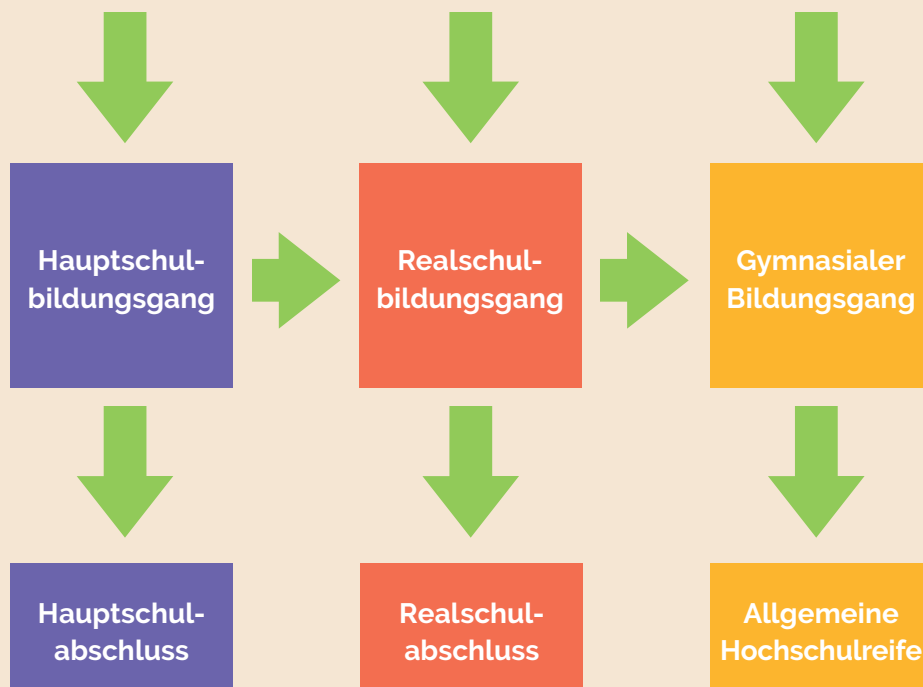 Hauptschul-
bildungsgang
Realschul-
bildungsgang
Gymnasialer
Bildungsgang
Hauptschul-
abschluss
Realschul-
abschluss
Allgemeine
Hochschulreife